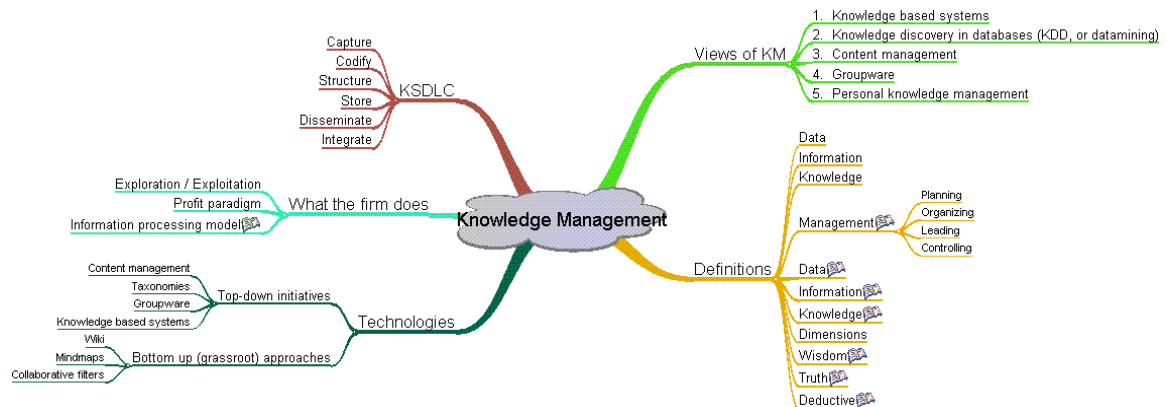 Knowledge Management
Views of KM
1. Knowledge based systems
2. Knowledge discovery in databases (KDD, or datamining)
3. Content management
4. Groupware
5. Personal knowledge management
Definitions
Data
Information
Knowledge
Management
Planning
Organizing
Leading
Controlling
Data
Information
Knowledge
Dimensions
Wisdom
Truth
Deductive
KSDLC
Capture
Codify
Structure
Store
Disseminate
Integrate
What the firm does
Exploration / Exploitation
Profit paradigm
Information processing model
Technologies
Top-down initiatives
Content management
Taxonomies
Groupware
Knowledge based systems
Bottom up (grassroot) approaches
Wiki
Mindmaps
Collaborative filters